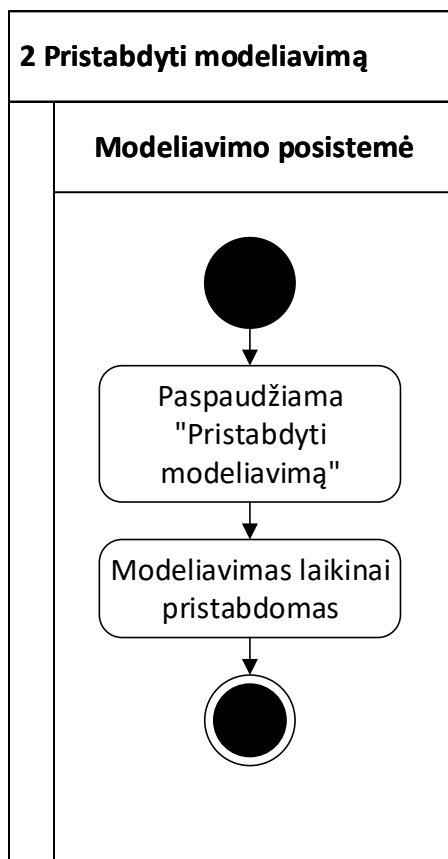 2 Pristabdyti modeliavimą
Modeliavimo posistemė
Paspaudžiama
"Pristabdyti
modeliavimą"
Modeliavimas laikinai
pristabdomas